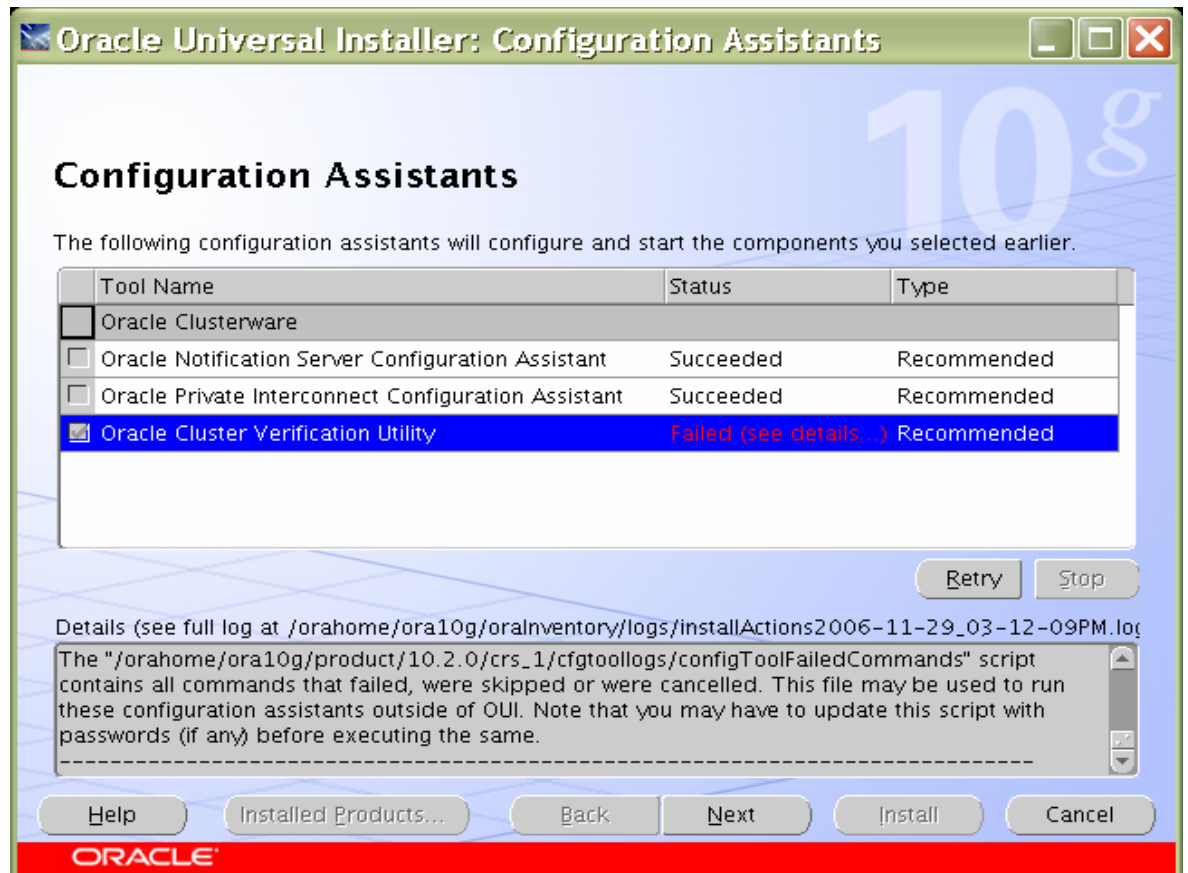 Oracle Universal Installer: Configuration Assistants
10g
Configuration Assistants
The following configuration assistants will configure and start the components you selected earlier.
Tool Name Status Type
Oracle Clusterware
Oracle Notification Server Configuration Assistant Succeeded Recommended
Oracle Private Interconnect Configuration Assistant Succeeded Recommended
Oracle Cluster Verification Utility Failed (see details...) Recommended
Retry Stop
Details (see full log at /orahome/ora10g/oraInventory/logs/installActions2006-11-29_03-12-09PM.log
The "/orahome/ora10g/product/10.2.0/crs_1/cfgtoollogs/configToolFailedCommands" script
contains all commands that failed, were skipped or were cancelled. This file may be used to run
these configuration assistants outside of OUI. Note that you may have to update this script with
passwords (if any) before executing the same.
-----------------------------------------------------------------------------
Help Installed Products... Back Next Install Cancel
ORACLE